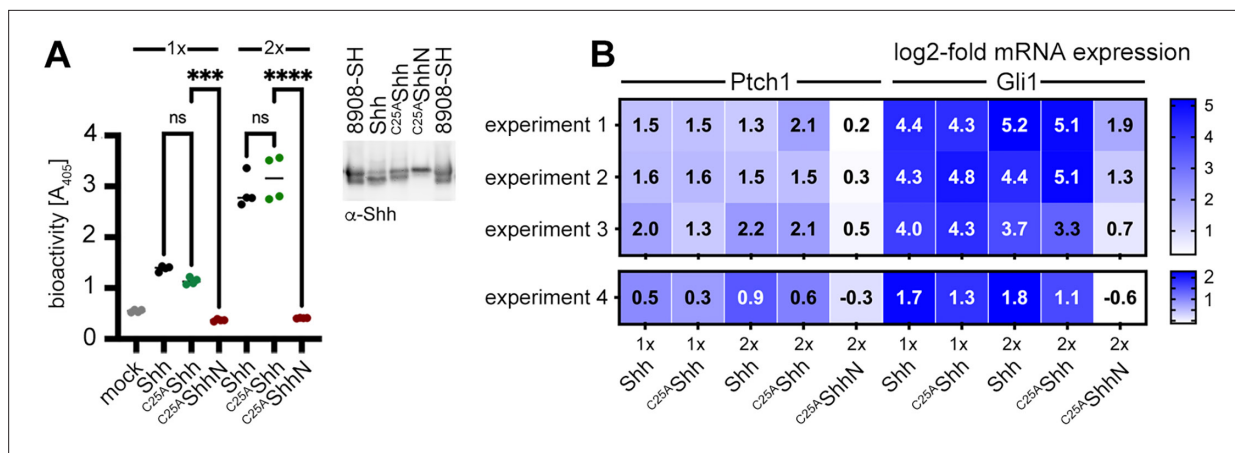 A
1x
2x
***
****
ns
ns
bioactivity [A405]
4
3
2
1
0
mock
Shh
C25AShh
C25AShhN
Shh
C25AShh
C25AShhN
8908-SH
Shh
C25AShh
C25AShhN
8908-SH
α-Shh
B
log2-fold mRNA expression
Ptch1
Gli1
experiment 1 1.5 1.5 1.3 2.1 0.2 4.4 4.3 5.2 5.1 1.9
experiment 2 1.6 1.6 1.5 1.5 0.3 4.3 4.8 4.4 5.1 1.3
experiment 3 2.0 1.3 2.2 2.1 0.5 4.0 4.3 3.7 3.3 0.7
experiment 4 0.5 0.3 0.9 0.6 -0.3 1.7 1.3 1.8 1.1 -0.6
5
4
3
2
1
2
1
1x 1x 2x 2x 2x 1x 1x 2x 2x 2x
Shh C25AShh Shh C25AShh C25AShhN Shh C25AShh Shh C25AShh C25AShhN